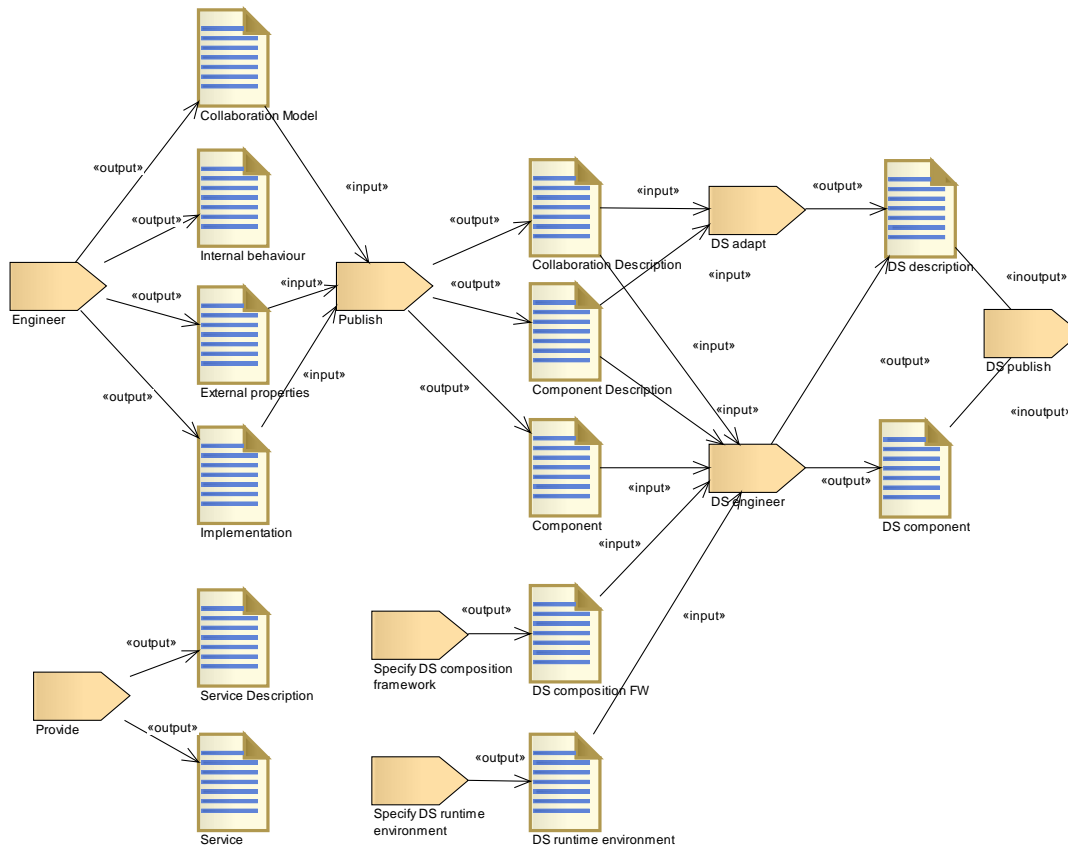 Collaboration Model
«output»
«input»
Internal behaviour
«output»
Engineer
«output»
External properties
«input»
«output»
Implementation
«input»
Publish
«output»
«output»
«output»
Collaboration Description
Component Description
Component
«input»
«input»
«input»
«input»
«input»
DS adapt
«output»
DS description
«inoutput»
DS publish
«inoutput»
«output»
DS engineer
«output»
DS component
«input»
«input»
Specify DS composition
framework
«output»
DS composition FW
Specify DS runtime
environment
«output»
DS runtime environment
Provide
«output»
Service Description
«output»
Service